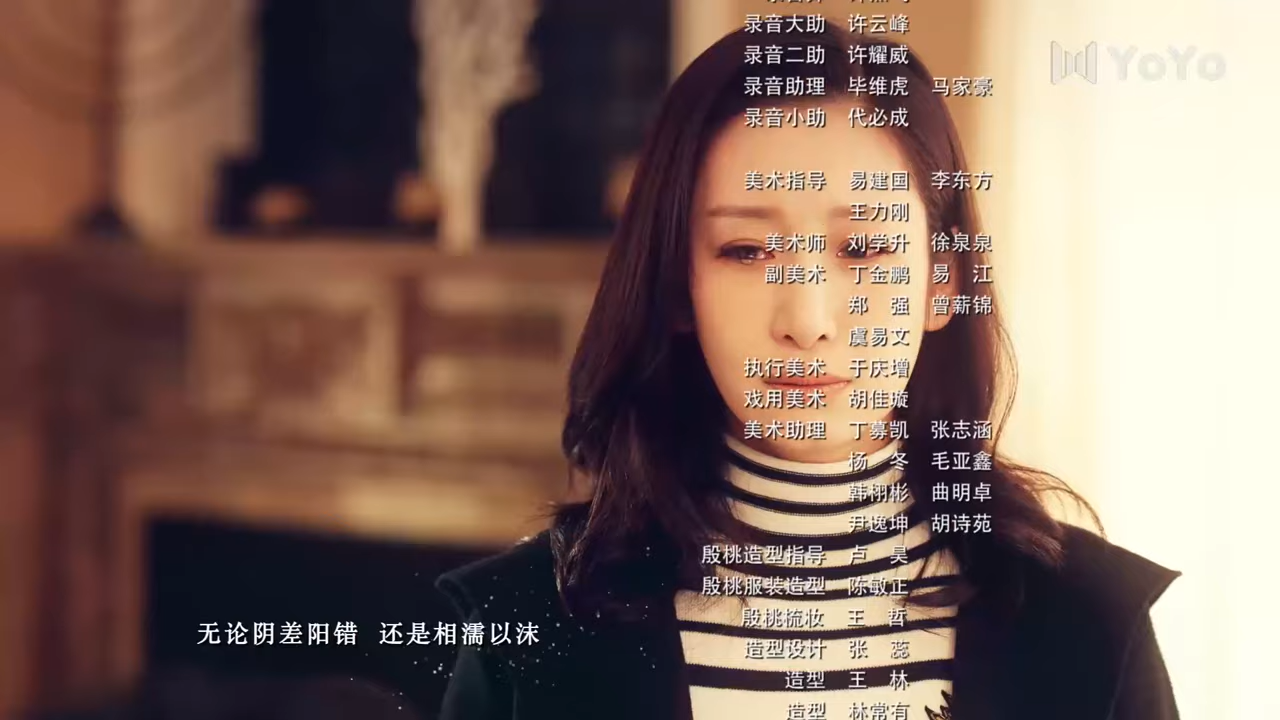 录音大助 许云峰
录音二助 许耀威
录音助理 毕维虎 马家豪
录音小助 代必成
YoYo
美术指导 易建国 李东方
王力刚
美术师 刘学升 徐泉泉
副美术 丁金鹏 易 江
郑 强 曾薪锦
虞易文
执行美术 于庆增
戏用美术 胡佳璇
美术助理 丁募凯 张志涵
杨 冬 毛亚鑫
韩栩彬 曲明卓
尹逸坤 胡诗苑
殷桃造型指导 卢 昊
殷桃服装造型 陈敏正
殷桃梳妆 王 哲
造型设计 张 蕊
造型 王 林
造型 林常有
无论阴差阳错 还是相濡以沫